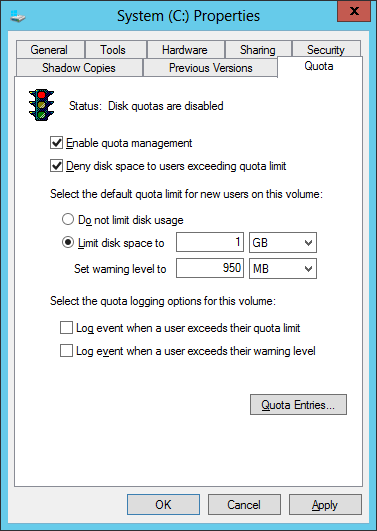 System (C:) Properties
x
General Tools Hardware Sharing Security
Shadow Copies Previous Versions Quota
Status: Disk quotas are disabled
Enable quota management
Deny disk space to users exceeding quota limit
Select the default quota limit for new users on this volume:
Do not limit disk usage
Limit disk space to 1 GB
Set warning level to 950 MB
Select the quota logging options for this volume:
Log event when a user exceeds their quota limit
Log event when a user exceeds their warning level
Quota Entries...
OK Cancel Apply